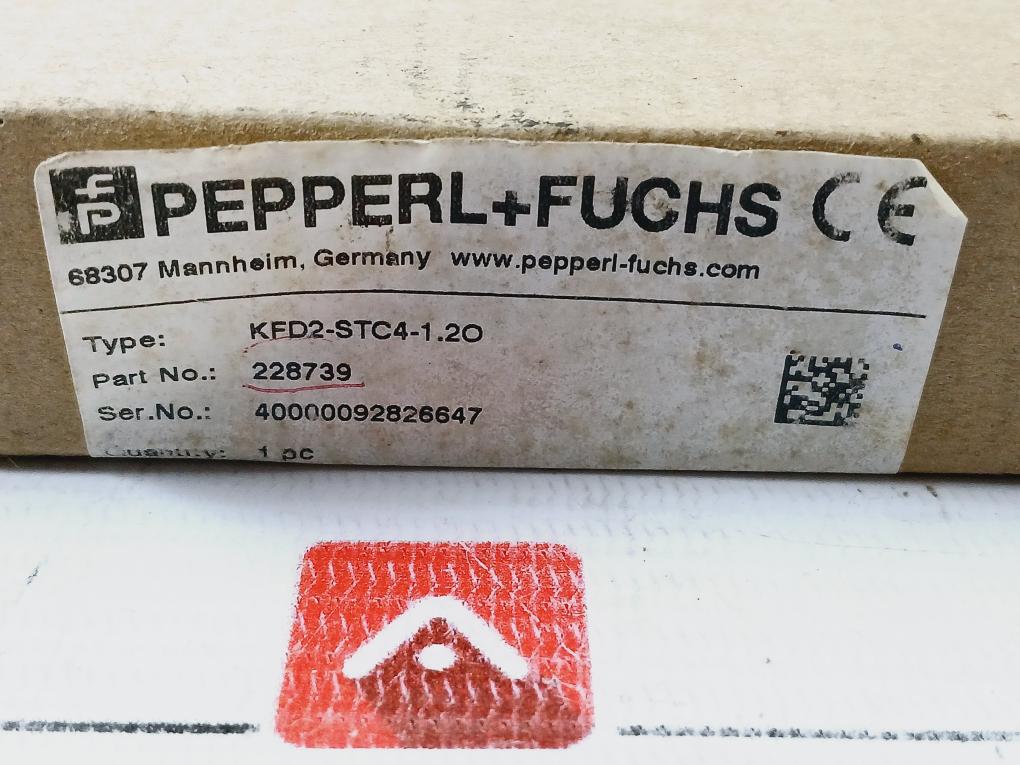 PEPPERL+FUCHS CE
68307 Mannheim, Germany www.pepperl-fuchs.com
Type: KFD2-STC4-1.2O
Part No.: 228739
Ser.No.: 40000092826647
Quantity: 1 pc